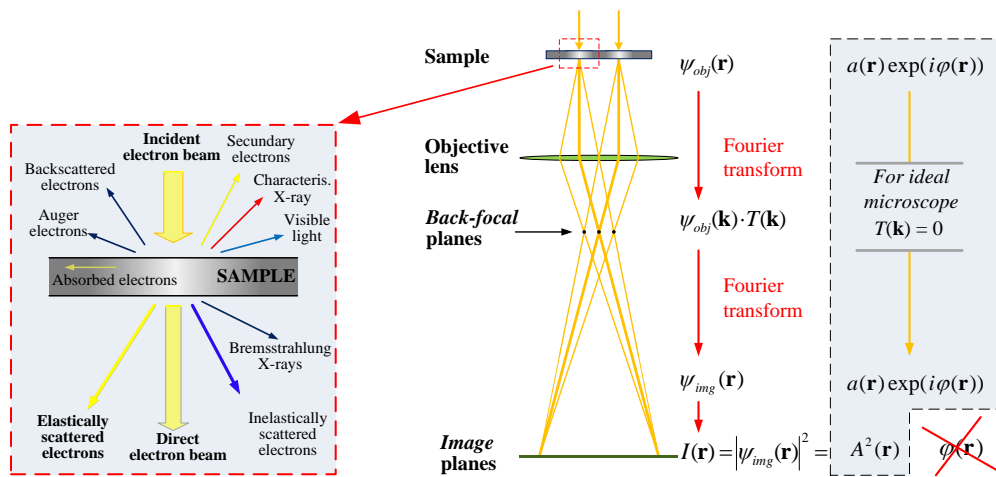 Sample
ψobj(r)
a(r) exp(iφ(r))
Incident
electron beam
Secundary
electrons
Backscattered
electrons
Characteris.
X-ray
Auger
electrons
Visible
light
Absorbed electrons
SAMPLE
Bremsstrahlung
X-rays
Elastically
scattered
electrons
Direct
electron beam
Inelastically
scattered
electrons
Objective
lens
Fourier
transform
For ideal
microscope
T(k) = 0
Back-focal
planes
ψobj(k)·T(k)
Fourier
transform
ψimg(r)
a(r) exp(iφ(r))
Image
planes
I(r) = |ψimg(r)|² =
A²(r)
φ(r)